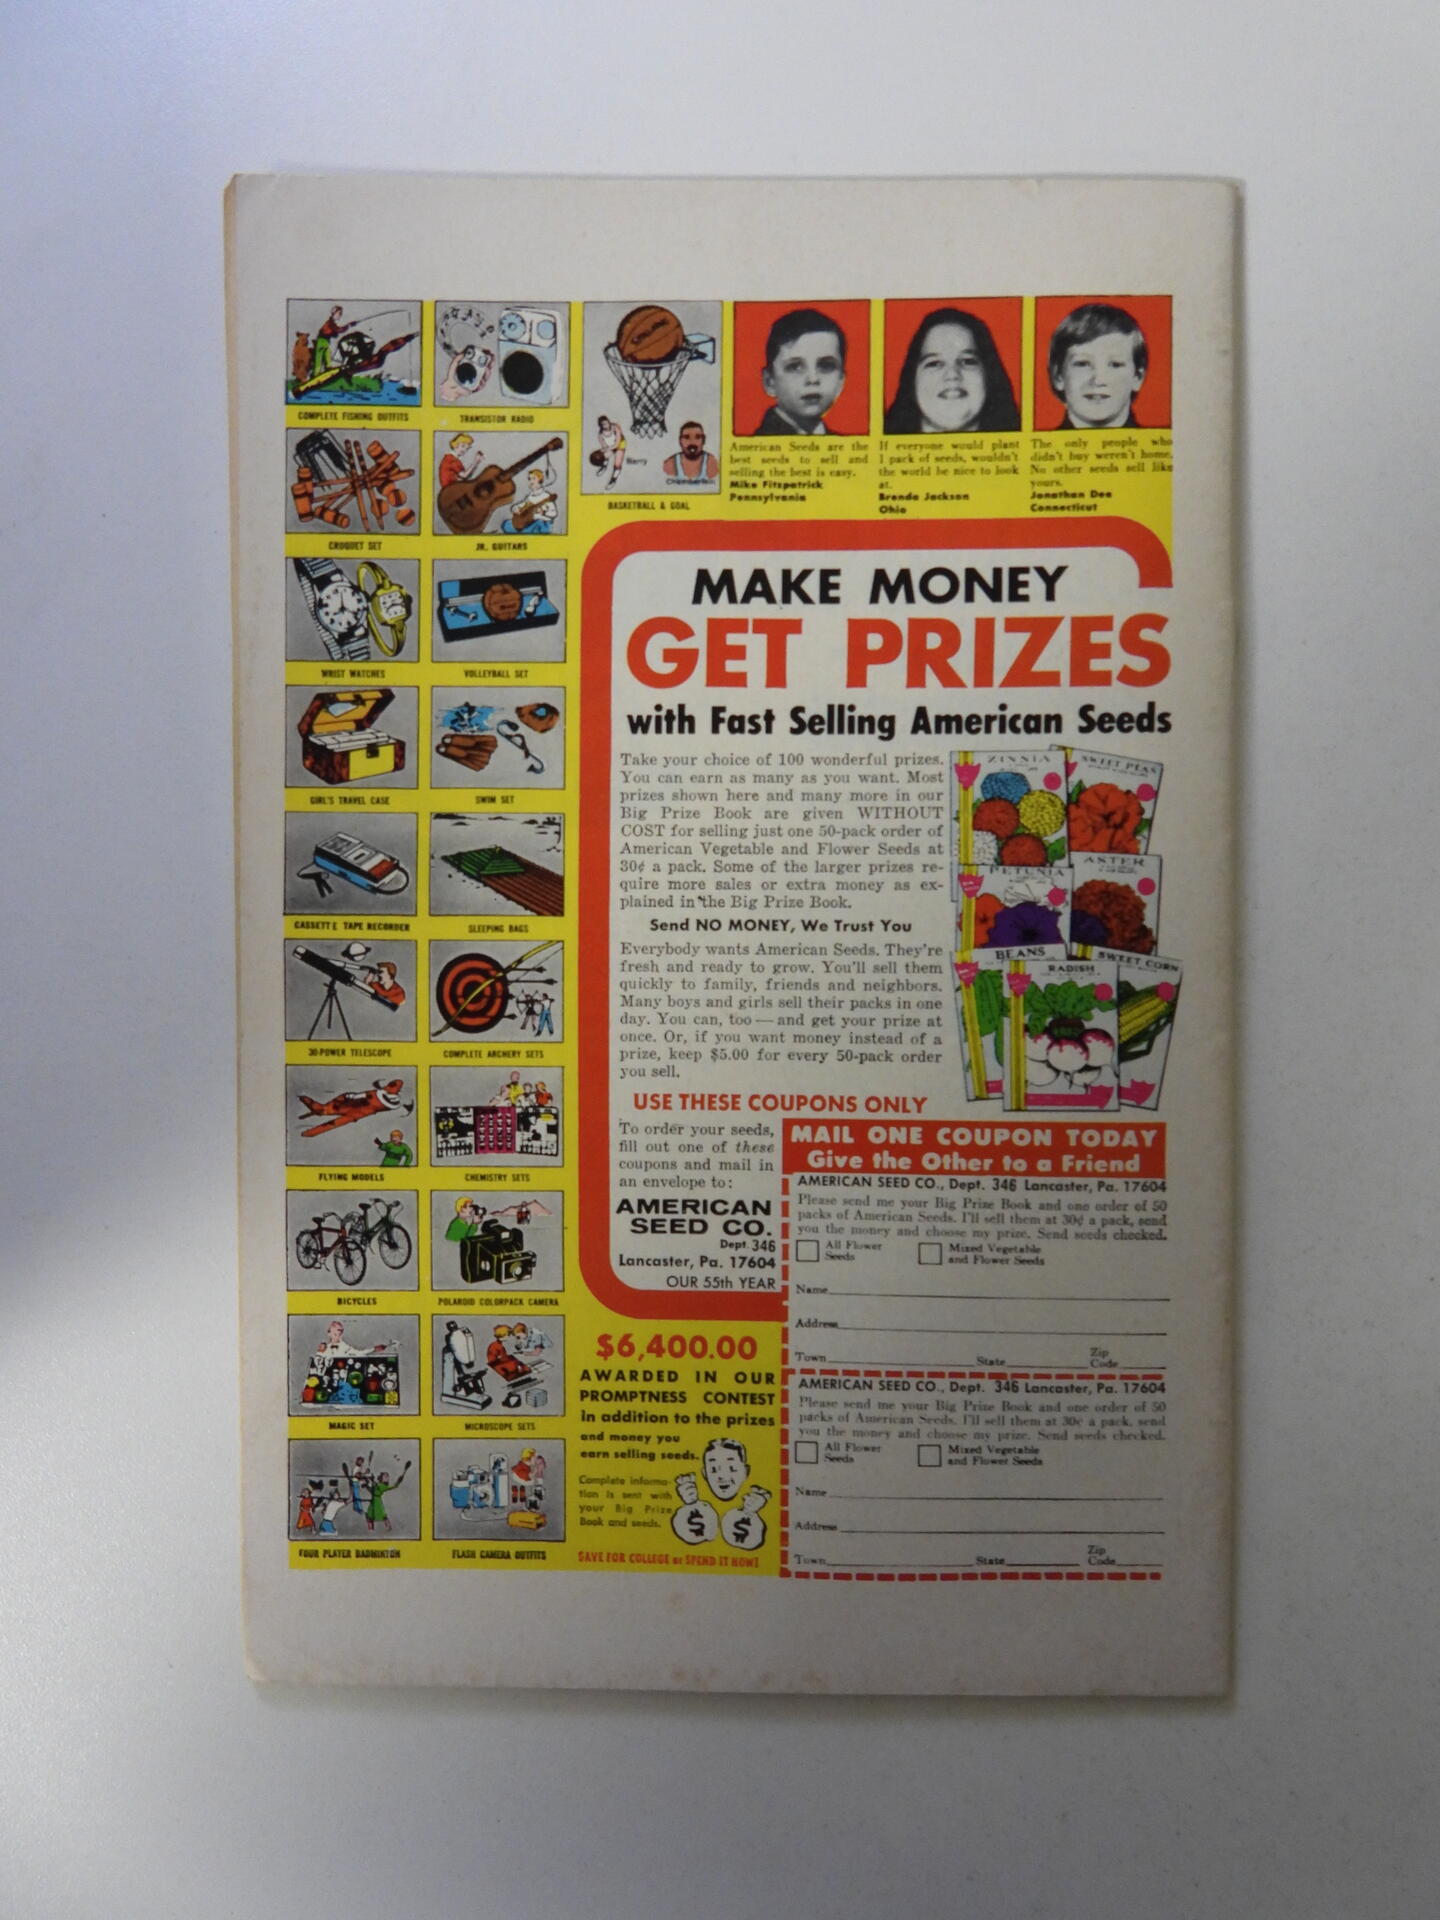 COMPLETE FISHING OUTFITS
TRANSISTOR RADIO
CROQUET SET
JR. GUITARS
WRIST WATCHES
VOLLEYBALL SET
GIRL'S TRAVEL CASE
SWIM SET
CASSETTE TAPE RECORDER
SLEEPING BAGS
30-POWER TELESCOPE
COMPLETE ARCHERY SETS
FLYING MODELS
CHEMISTRY SETS
BICYCLES
POLAROID COLORPACK CAMERA
MAGIC SET
MICROSCOPE SETS
FOUR PLAYER BADMINTON
FLASH CAMERA OUTFITS
Barry
Chamberlain
BASKETBALL & GOAL
American Seeds are the
best seeds to sell and
selling the best is easy.
Mike Fitzpatrick
Pennsylvania
If everyone would plant
1 pack of seeds, wouldn't
the world be nice to look
at.
Brenda Jackson
Ohio
The only people who
didn't buy weren't home.
No other seeds sell like
yours.
Jonathan Dee
Connecticut
MAKE MONEY
GET PRIZES
with Fast Selling American Seeds
Take your choice of 100 wonderful prizes.
You can earn as many as you want. Most
prizes shown here and many more in our
Big Prize Book are given WITHOUT
COST for selling just one 50-pack order of
American Vegetable and Flower Seeds at
30¢ a pack. Some of the larger prizes re-
quire more sales or extra money as ex-
plained in the Big Prize Book.
Send NO MONEY, We Trust You
Everybody wants American Seeds. They're
fresh and ready to grow. You'll sell them
quickly to family, friends and neighbors.
Many boys and girls sell their packs in one
day. You can, too — and get your prize at
once. Or, if you want money instead of a
prize, keep $5.00 for every 50-pack order
you sell.
ZINNIA
SWEET PEAS
PETUNIA
ASTER
BEANS
RADISH
SWEET CORN
USE THESE COUPONS ONLY
To order your seeds,
fill out one of these
coupons and mail in
an envelope to:
AMERICAN
SEED CO.
Dept. 346
Lancaster, Pa. 17604
OUR 55th YEAR
$6,400.00
AWARDED IN OUR
PROMPTNESS CONTEST
in addition to the prizes
and money you
earn selling seeds.
Complete informa-
tion is sent with
your Big Prize
Book and seeds.
$ $
SAVE FOR COLLEGE or SPEND IT NOW!
MAIL ONE COUPON TODAY
Give the Other to a Friend
AMERICAN SEED CO., Dept. 346 Lancaster, Pa. 17604
Please send me your Big Prize Book and one order of 50
packs of American Seeds. I'll sell them at 30¢ a pack, send
you the money and choose my prize. Send seeds checked.
All Flower Seeds
Mixed Vegetable and Flower Seeds
Name
Address
Town State Zip Code
AMERICAN SEED CO., Dept. 346 Lancaster, Pa. 17604
Please send me your Big Prize Book and one order of 50
packs of American Seeds. I'll sell them at 30¢ a pack, send
you the money and choose my prize. Send seeds checked.
All Flower Seeds
Mixed Vegetable and Flower Seeds
Name
Address
Town State Zip Code